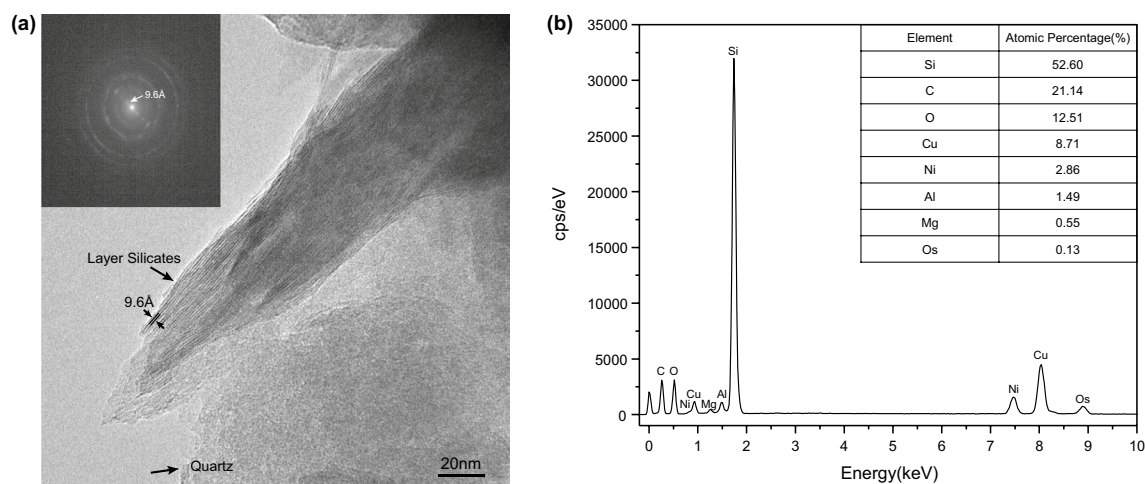 (a)
9.6Å
Layer Silicates
9.6Å
Quartz
20nm
(b)
35000
30000
25000
20000
15000
10000
5000
0
cps/eV
Si
C O
Ni Cu Mg Al
Ni
Cu
Os
0 1 2 3 4 5 6 7 8 9 10
Energy(keV)
Element Atomic Percentage(%)
Si 52.60
C 21.14
O 12.51
Cu 8.71
Ni 2.86
Al 1.49
Mg 0.55
Os 0.13